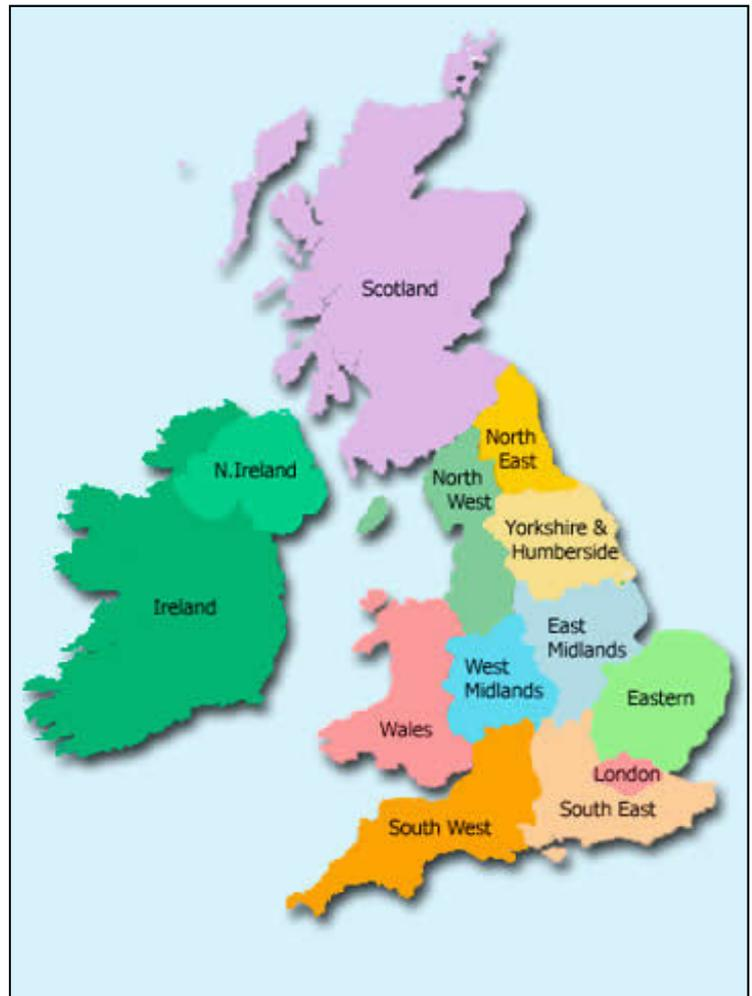 Scotland
North
East
N.Ireland
North
West
Yorkshire &
Humberside
Ireland
East
Midlands
West
Midlands
Eastern
Wales
London
South East
South West